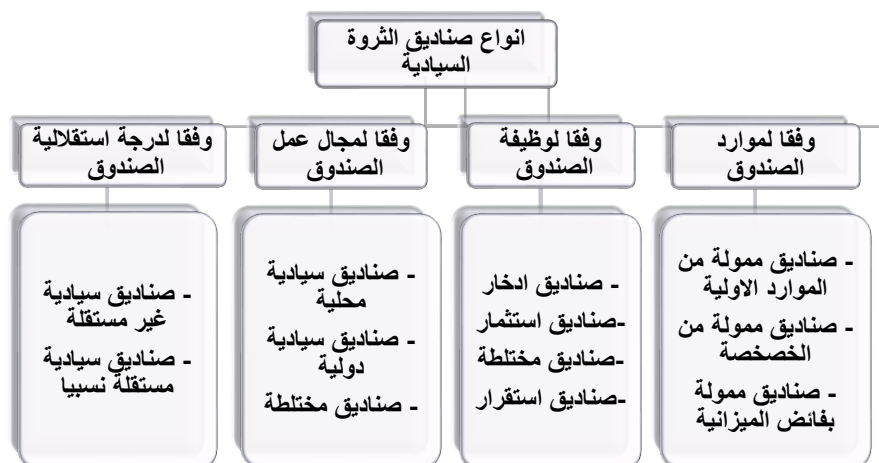 انواع صناديق الثروة
السيادية
وفقا لموارد
الصندوق
وفقا لوظيفة
الصندوق
وفقا لمجال عمل
الصندوق
وفقا لدرجة استقلالية
الصندوق
- صناديق ممولة من
الموارد الاولية
- صناديق ممولة من
الخصخصة
- صناديق ممولة
بفائض الميزانية
- صناديق ادخار
-صناديق استثمار
-صناديق مختلطة
-صناديق استقرار
- صناديق سيادية
محلية
- صناديق سيادية
دولية
- صناديق مختلطة
- صناديق سيادية
غير مستقلة
- صناديق سيادية
مستقلة نسبيا